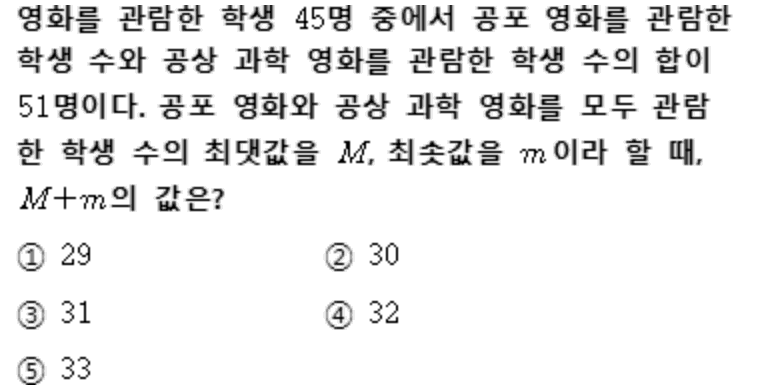 영화를 관람한 학생 45명 중에서 공포 영화를 관람한
학생 수와 공상 과학 영화를 관람한 학생 수의 합이
51명이다. 공포 영화와 공상 과학 영화를 모두 관람
한 학생 수의 최댓값을 M, 최솟값을 m이라 할 때,
M+m의 값은?
① 29 ② 30
③ 31 ④ 32
⑤ 33